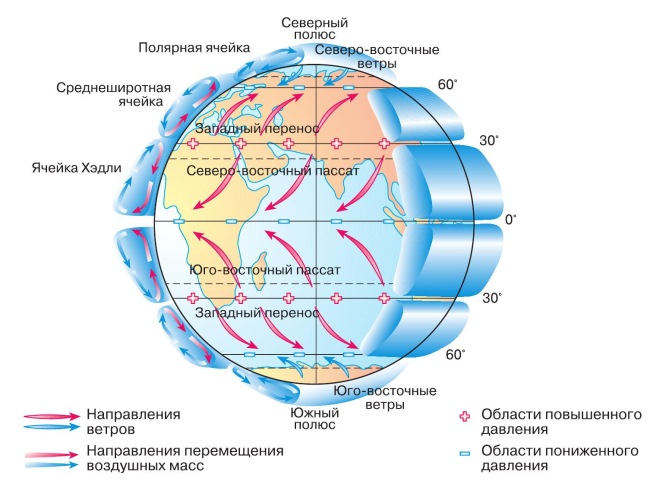 Северный
полюс
Полярная ячейка
Северо-восточные
ветры
Среднеширотная
ячейка
60°
Западный перенос
30°
Ячейка Хэдли
Северо-восточный пассат
0°
Юго-восточный пассат
30°
Западный перенос
60°
Юго-восточные
ветры
Южный
полюс
Направления
ветров
Направления перемещения
воздушных масс
Области повышенного
давления
Области пониженного
давления